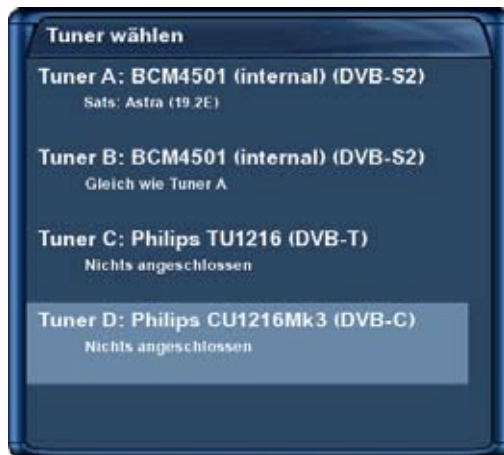 Tuner wählen
Tuner A: BCM4501 (internal) (DVB-S2)
Sats: Astra (19.2E)
Tuner B: BCM4501 (internal) (DVB-S2)
Gleich wie Tuner A
Tuner C: Philips TU1216 (DVB-T)
Nichts angeschlossen
Tuner D: Philips CU1216Mk3 (DVB-C)
Nichts angeschlossen